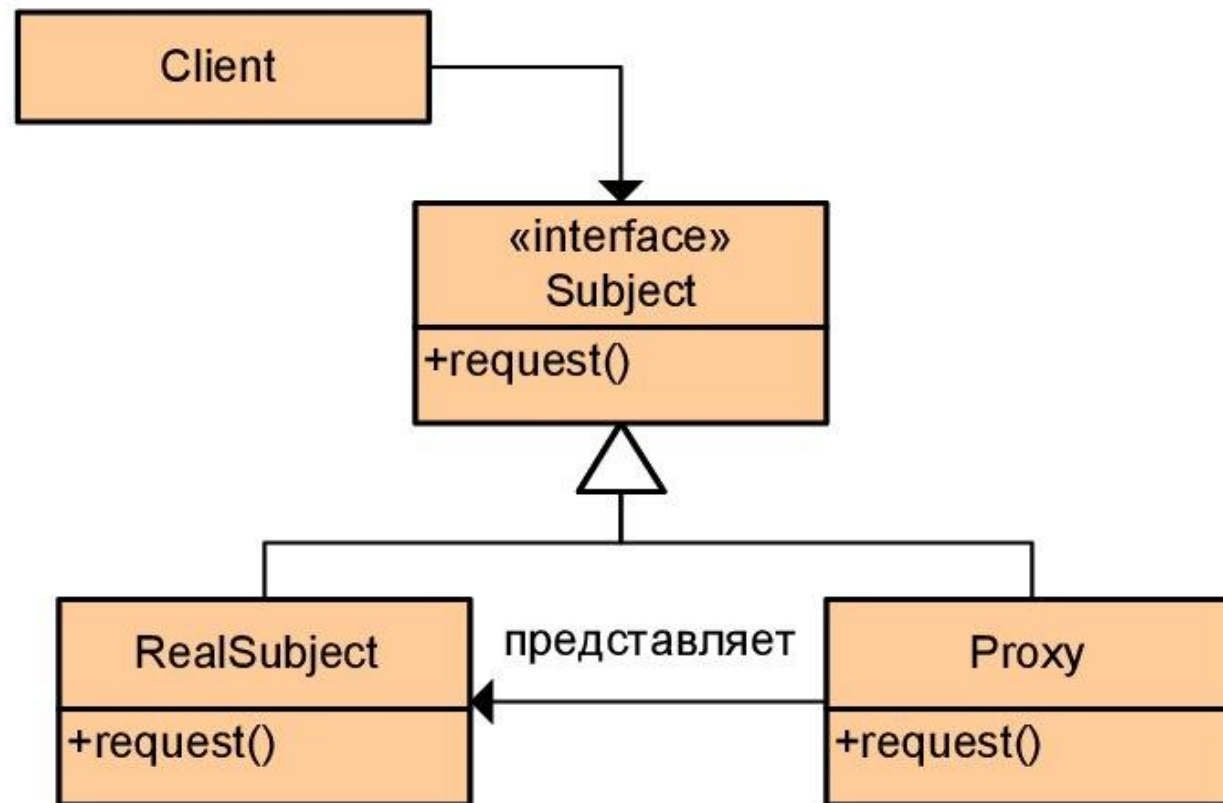 Client
«interface»
Subject
+request()
RealSubject
представляет
Proxy
+request()
+request()